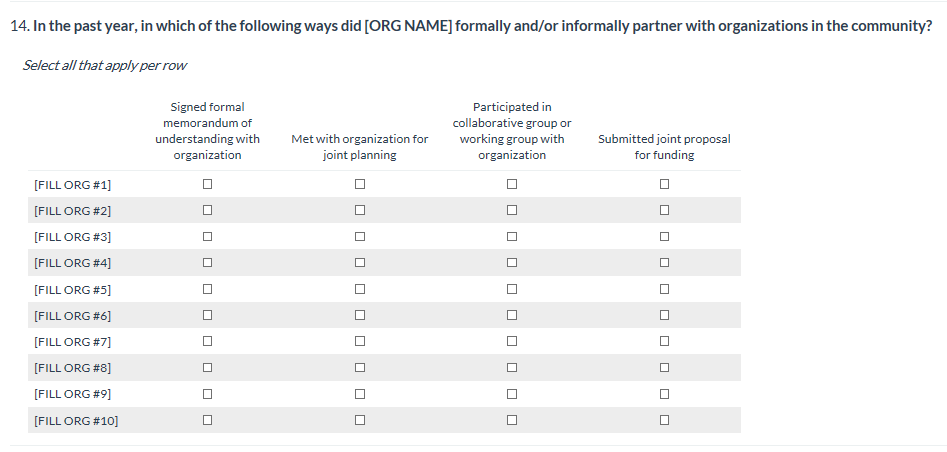 14. In the past year, in which of the following ways did [ORG NAME] formally and/or informally partner with organizations in the community?
Select all that apply per row
Signed formal
memorandum of
understanding with
organization
Met with organization for
joint planning
Participated in
collaborative group or
working group with
organization
Submitted joint proposal
for funding
[FILL ORG #1]
[FILL ORG #2]
[FILL ORG #3]
[FILL ORG #4]
[FILL ORG #5]
[FILL ORG #6]
[FILL ORG #7]
[FILL ORG #8]
[FILL ORG #9]
[FILL ORG #10]